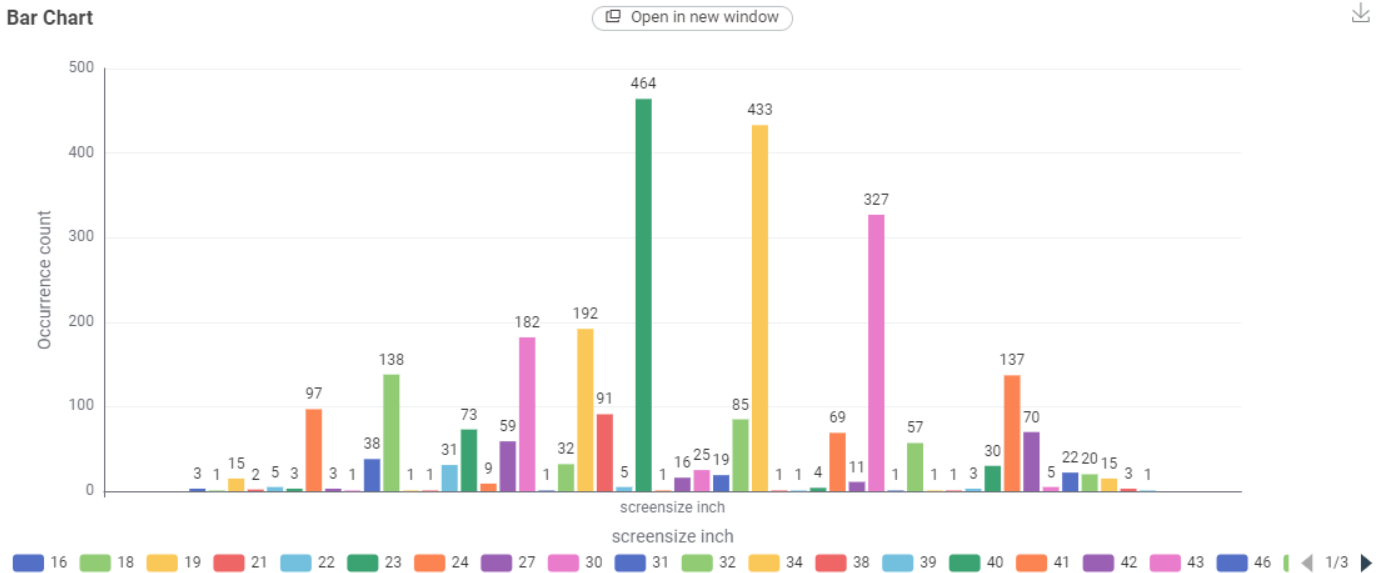 Bar Chart
Open in new window
500
400
300
200
100
0
Occurrence count
3 1 15 2 5 3 97 3 1 38 138 1 1 31 73 9 59 182 1 32 192 91 5 464 1 16 25 19 85 433 1 1 4 69 11 327 1 57 1 1 3 30 137 70 5 22 20 15 3 1
screensize inch
screensize inch
16 18 19 21 22 23 24 27 30 31 32 34 38 39 40 41 42 43 46 1/3